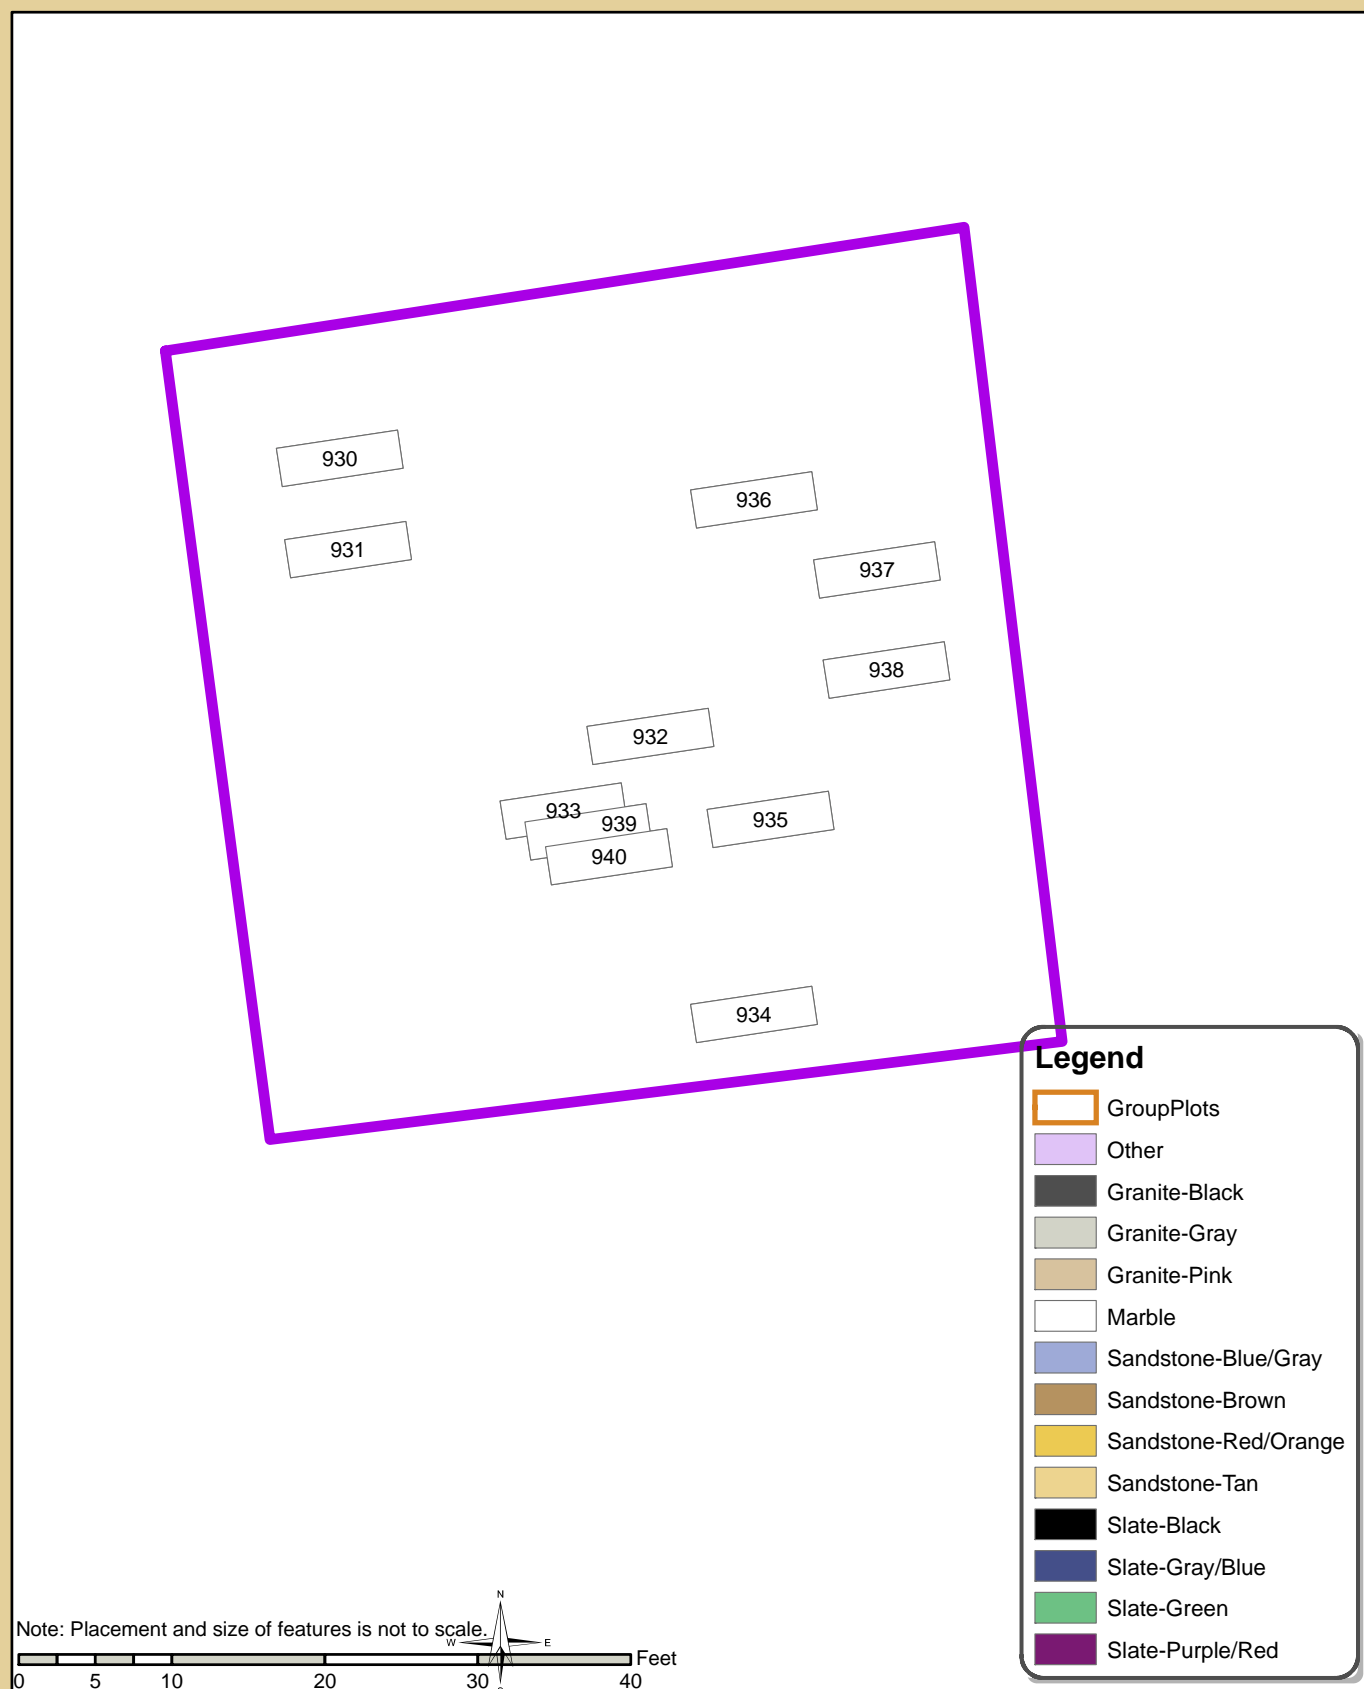 930
936
931
937
938
932
933
939
935
940
934
Legend
GroupPlots
Other
Granite-Black
Granite-Gray
Granite-Pink
Marble
Sandstone-Blue/Gray
Sandstone-Brown
Sandstone-Red/Orange
Sandstone-Tan
Slate-Black
Slate-Gray/Blue
Slate-Green
Slate-Purple/Red
N
W E
Note: Placement and size of features is not to scale.
Feet
0 5 10 20 30 40